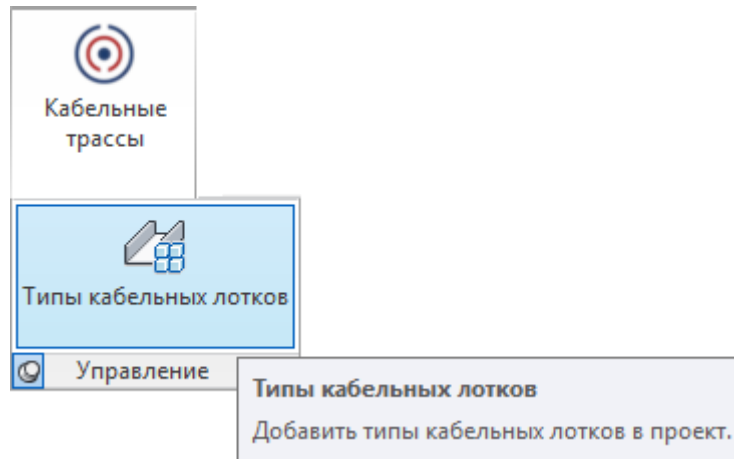 Кабельные
трассы
Типы кабельных лотков
Управление
Типы кабельных лотков
Добавить типы кабельных лотков в проект.